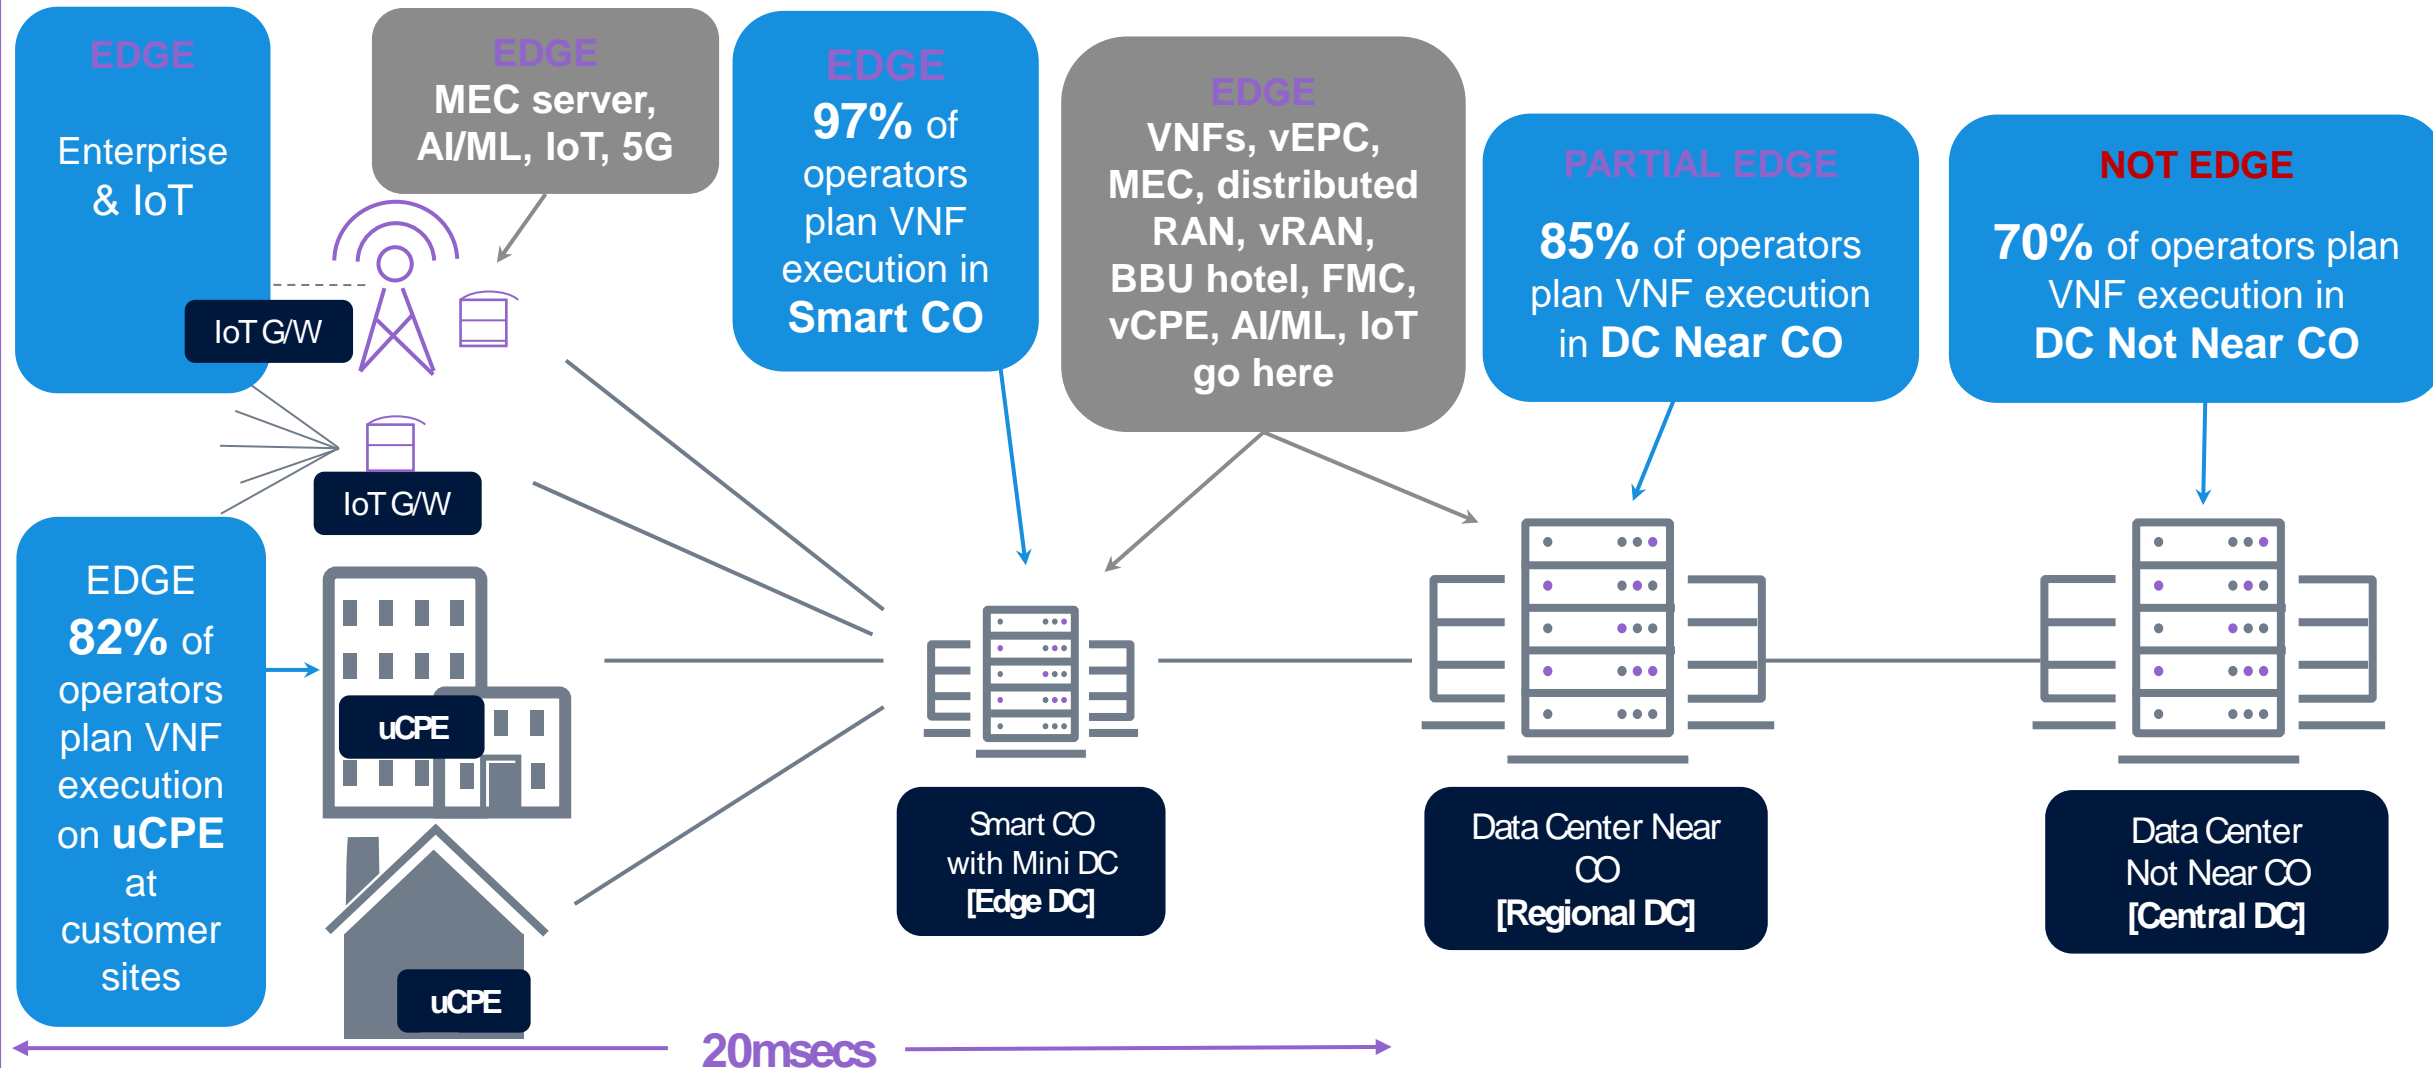 EDGE
Enterprise
& IoT
EDGE
MEC server,
AI/ML, IoT, 5G
EDGE
97% of
operators
plan VNF
execution in
Smart CO
EDGE
VNFs, vEPC,
MEC, distributed
RAN, vRAN,
BBU hotel, FMC,
vCPE, AI/ML, IoT
go here
PARTIAL EDGE
85% of operators
plan VNF execution
in DC Near CO
NOT EDGE
70% of operators plan
VNF execution in
DC Not Near CO
IoT G/W
IoT G/W
EDGE
82% of
operators
plan VNF
execution
on uCPE
at
customer
sites
uCPE
uCPE
Smart CO
with Mini DC
[Edge DC]
Data Center Near
CO
[Regional DC]
Data Center
Not Near CO
[Central DC]
20msecs